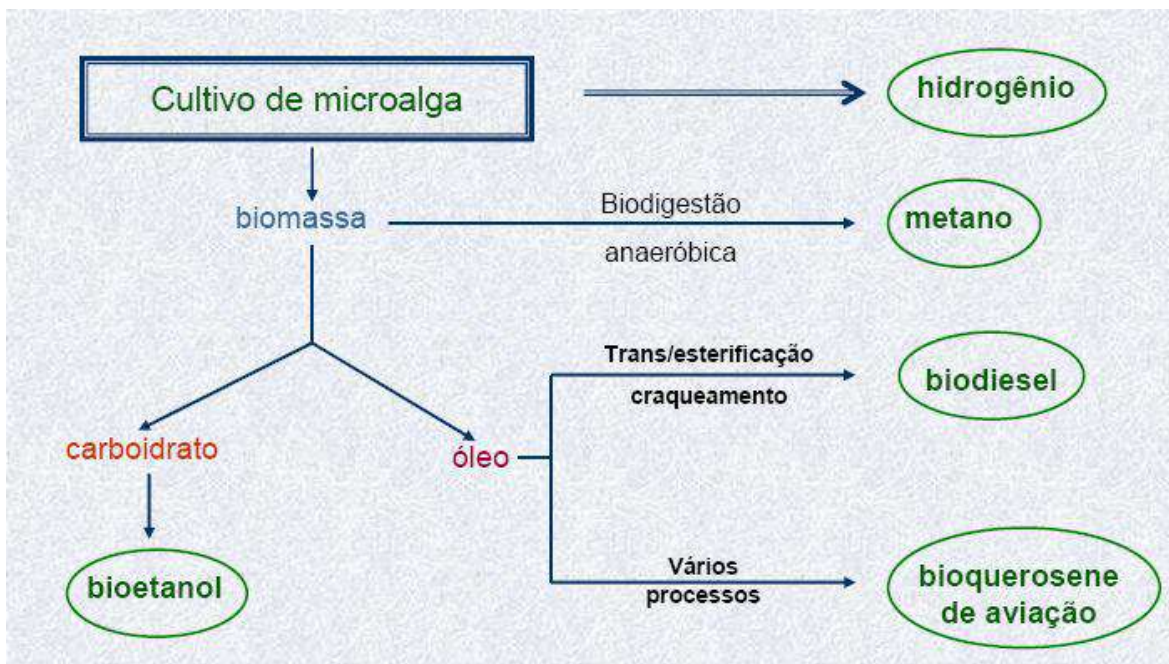 Cultivo de microalga
hidrogênio
biomassa
Biodigestão
anaeróbica
metano
Trans/esterificação
craqueamento
biodiesel
carboidrato
óleo
bioetanol
Vários
processos
bioquerosene
de aviação